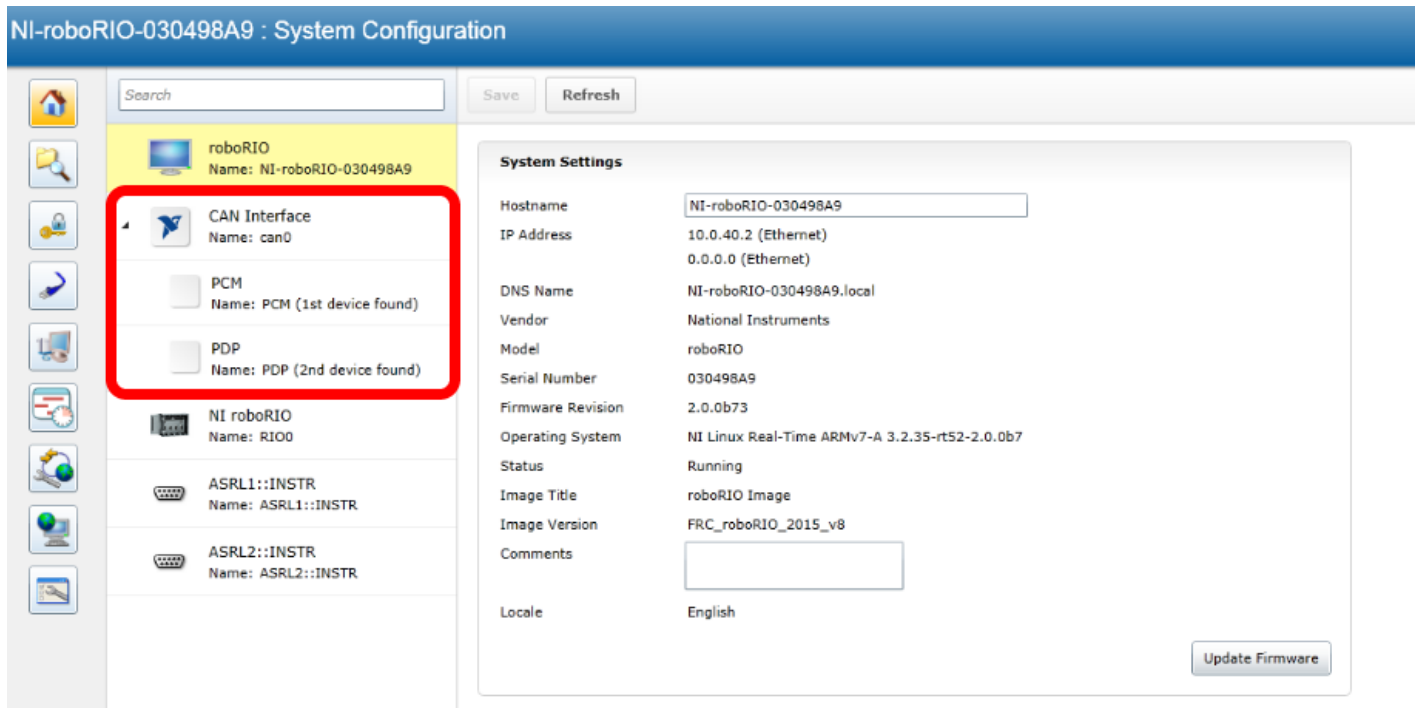 NI-roboRIO-030498A9 : System Configuration
Search
Save Refresh
roboRIO
Name: NI-roboRIO-030498A9
CAN Interface
Name: can0
PCM
Name: PCM (1st device found)
PDP
Name: PDP (2nd device found)
NI roboRIO
Name: RIO0
ASRL1::INSTR
Name: ASRL1::INSTR
ASRL2::INSTR
Name: ASRL2::INSTR
System Settings
Hostname NI-roboRIO-030498A9
IP Address 10.0.40.2 (Ethernet)
0.0.0.0 (Ethernet)
DNS Name NI-roboRIO-030498A9.local
Vendor National Instruments
Model roboRIO
Serial Number 030498A9
Firmware Revision 2.0.0b73
Operating System NI Linux Real-Time ARMv7-A 3.2.35-rt52-2.0.0b7
Status Running
Image Title roboRIO Image
Image Version FRC_roboRIO_2015_v8
Comments
Locale English
Update Firmware